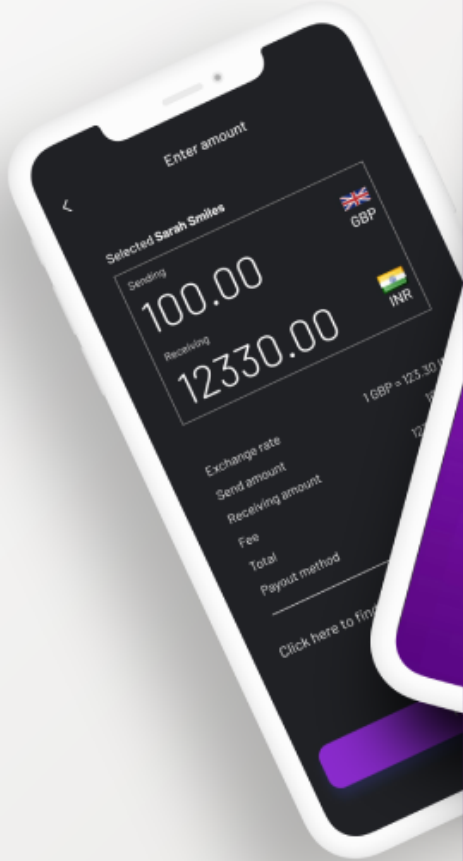 Enter amount
Selected Sarah Smiles
Sending
100.00
GBP
Receiving
12330.00
INR
Exchange rate
1 GBP = 123.30
Send amount
Receiving amount
Fee
Total
Payout method
Click here to find